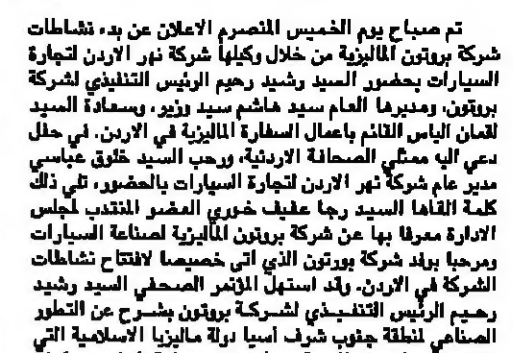 تم صباح يوم الخميس المنصرم الاعلان عن بدء نشاطات
شركة بروتون الماليزية من خلال وكيلها شركة نهر الاردن لتجارة
السيارات بحضور السيد رشيد رحيم الرئيس التنفيذي لشركة
بروتون، ومديرها العام سيد هاشم سيد وزير، وسعادة السيد
لقمان الياس القائم باعمال السفارة الماليزية في الاردن. في حفل
دعي اليه ممثلي الصحافة الاردنية، ورحب السيد خلوق عباسي
مدير عام شركة نهر الاردن لتجارة السيارات بالحضور، تلي ذلك
كلمة القاها السيد رجا عفيف خوري العضو المنتدب لمجلس
الادارة معرفا بها عن شركة بروتون الماليزية لصناعة السيارات
ومرحبا بوفد شركة بورتون الذي اتى خصيصا لافتتاح نشاطات
الشركة في الاردن. وقد استهل المؤتمر الصحفي السيد رشيد
رحيم الرئيس التنفيذي لشركة بروتون بشرح عن التطور
الصناعي لمنطقة جنوب شرف آسيا دولة ماليزيا الاسلامية التي